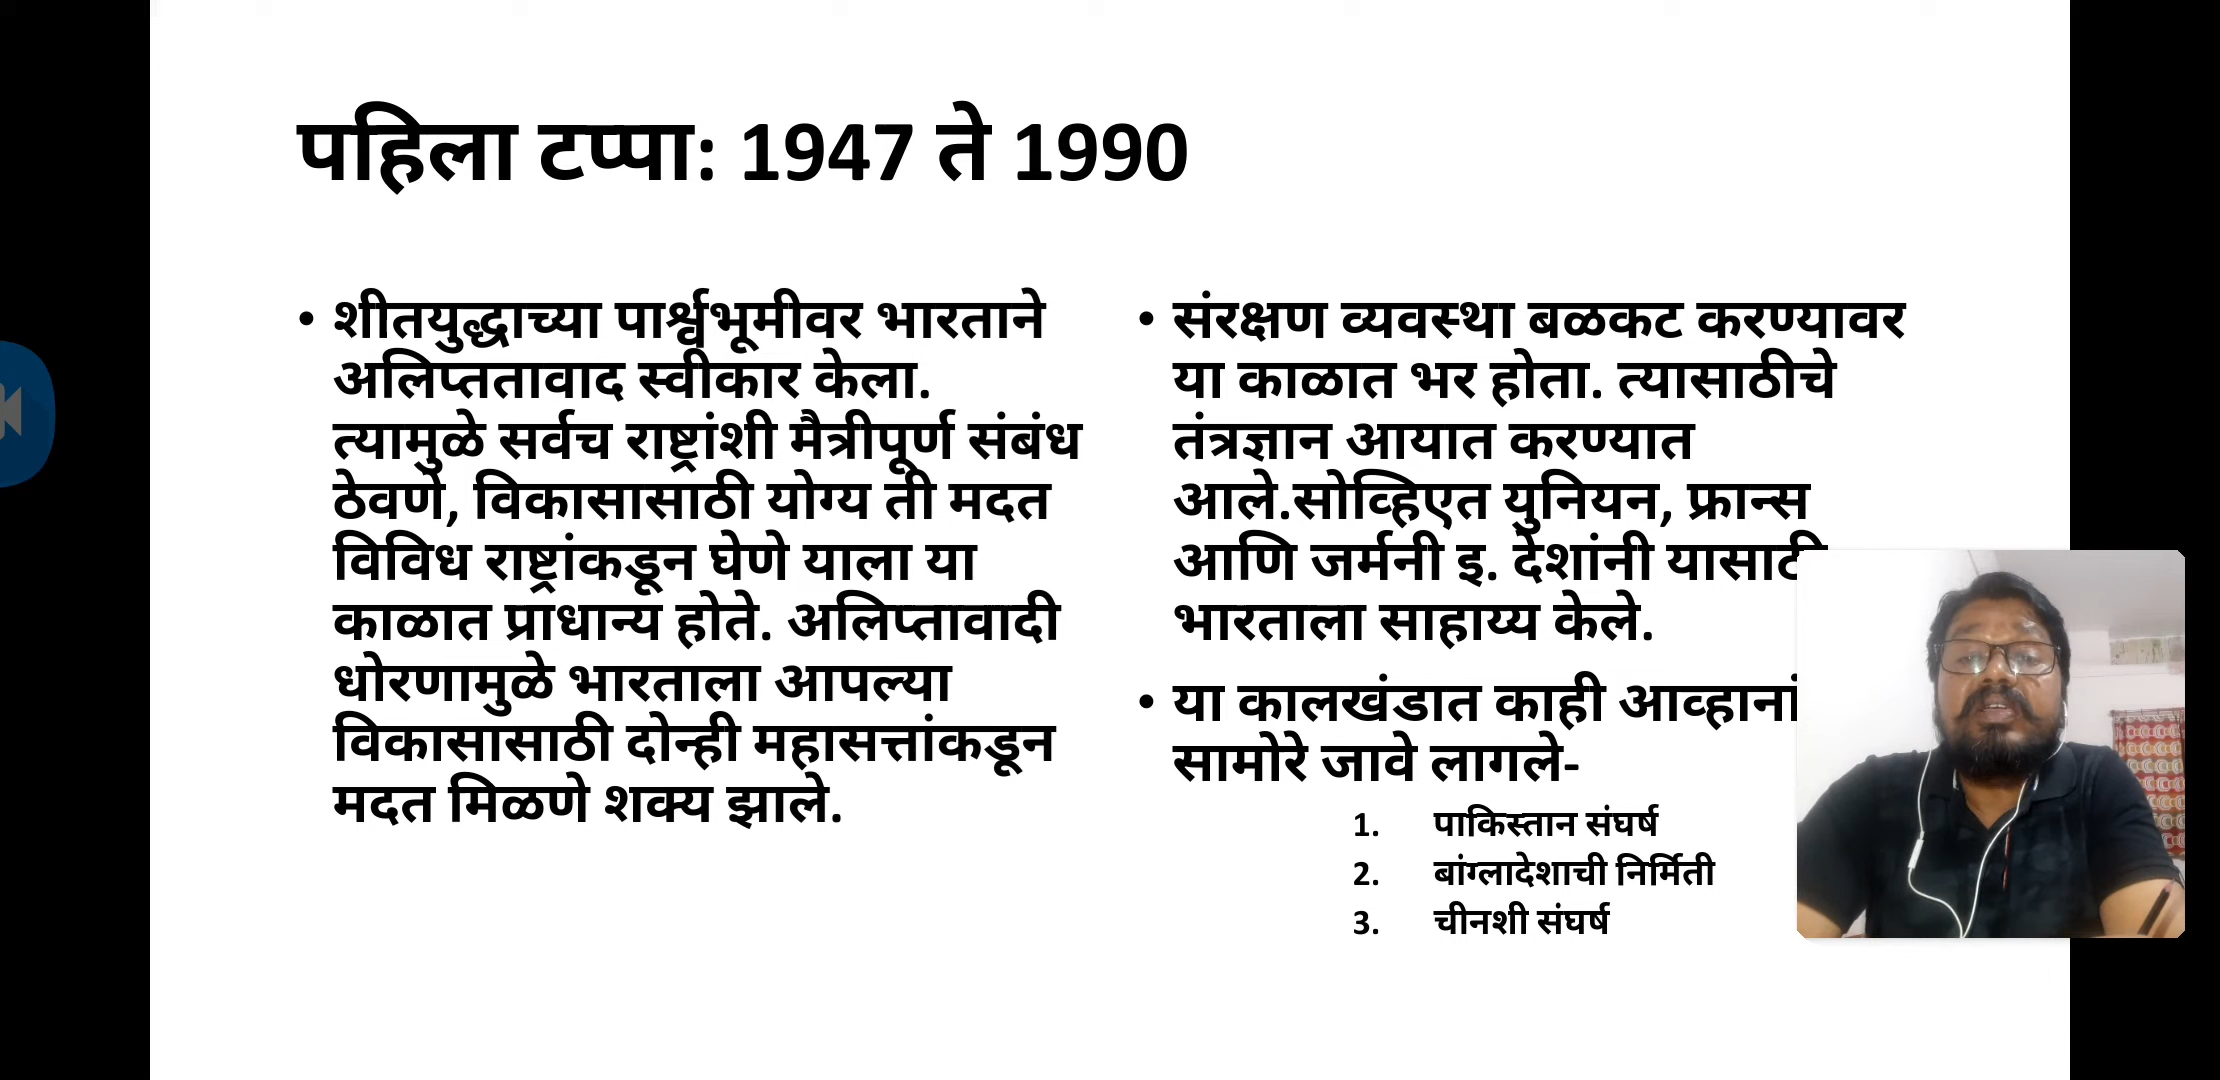 पहिला टप्पा: 1947 ते 1990
• शीतयुद्धाच्या पार्श्वभूमीवर भारताने
अलिप्ततावाद स्वीकार केला.
त्यामुळे सर्वच राष्ट्रांशी मैत्रीपूर्ण संबंध
ठेवणे, विकासासाठी योग्य ती मदत
विविध राष्ट्रांकडून घेणे याला या
काळात प्राधान्य होते. अलिप्तावादी
धोरणामुळे भारताला आपल्या
विकासासाठी दोन्ही महासत्तांकडून
मदत मिळणे शक्य झाले.
• संरक्षण व्यवस्था बळकट करण्यावर
या काळात भर होता. त्यासाठीचे
तंत्रज्ञान आयात करण्यात
आले.सोव्हिएत युनियन, फ्रान्स
आणि जर्मनी इ. देशांनी यासाठी
भारताला साहाय्य केले.
• या कालखंडात काही
सामोरे जावे लागले-
1. पाकिस्तान संघर्ष
2. बांग्लादेशाची निर्मिती
3. चीनशी संघर्ष